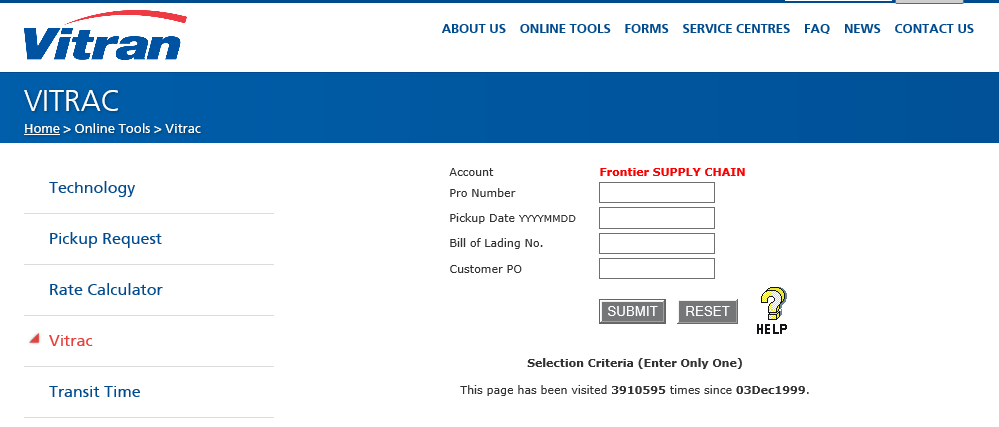 Vitran
ABOUT US ONLINE TOOLS FORMS SERVICE CENTRES FAQ NEWS CONTACT US
VITRAC
Home > Online Tools > Vitrac
Technology
Pickup Request
Rate Calculator
Vitrac
Transit Time
Account Frontier SUPPLY CHAIN
Pro Number
Pickup Date YYYYMMDD
Bill of Lading No.
Customer PO
SUBMIT RESET HELP
Selection Criteria (Enter Only One)
This page has been visited 3910595 times since 03Dec1999.